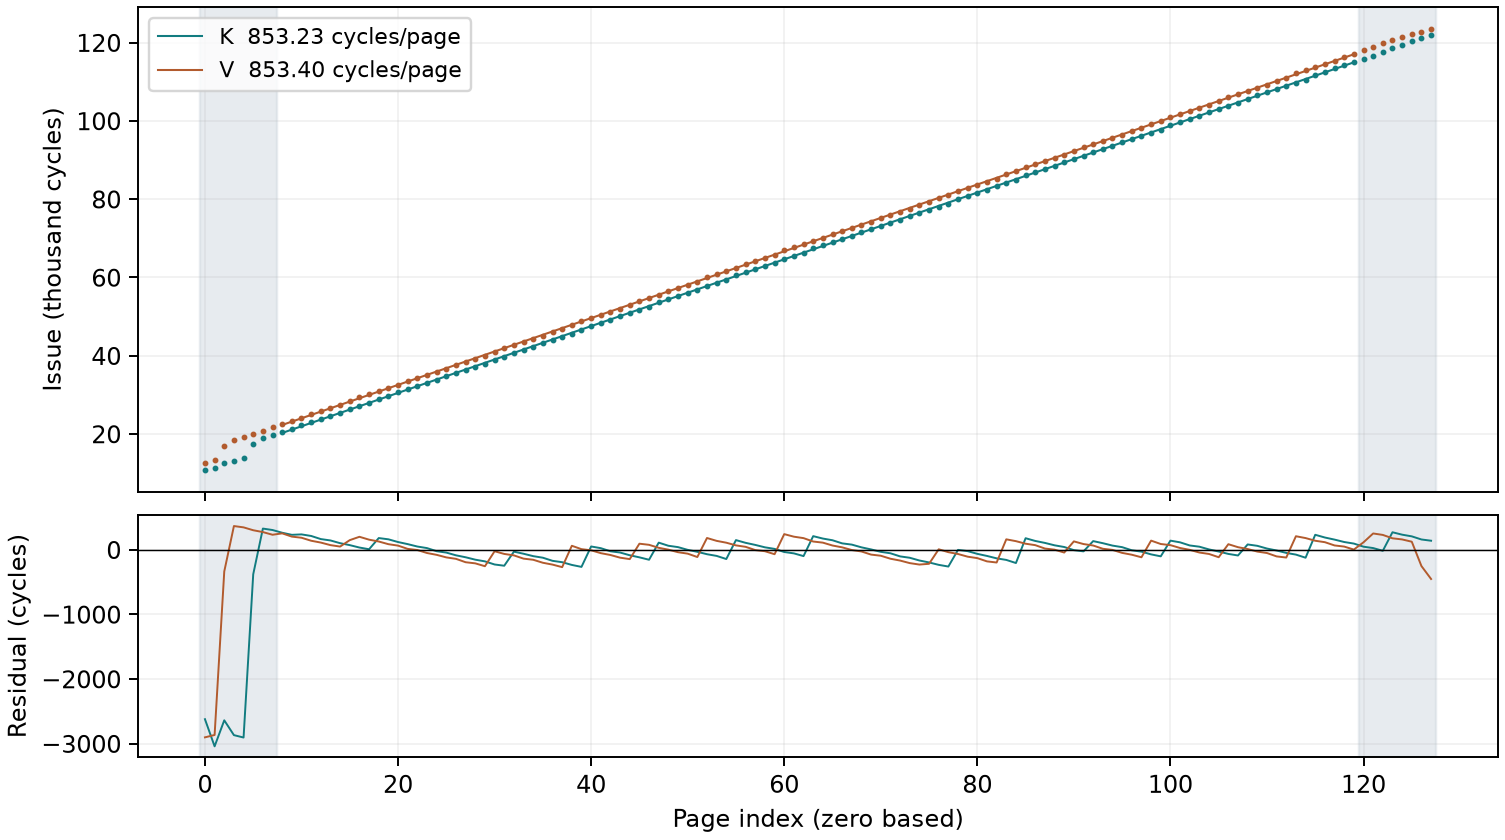 K 853.23 cycles/page
V 853.40 cycles/page
Issue (thousand cycles)
120
100
80
60
40
20
Residual (cycles)
0
−1000
−2000
−3000
0 20 40 60 80 100 120
Page index (zero based)